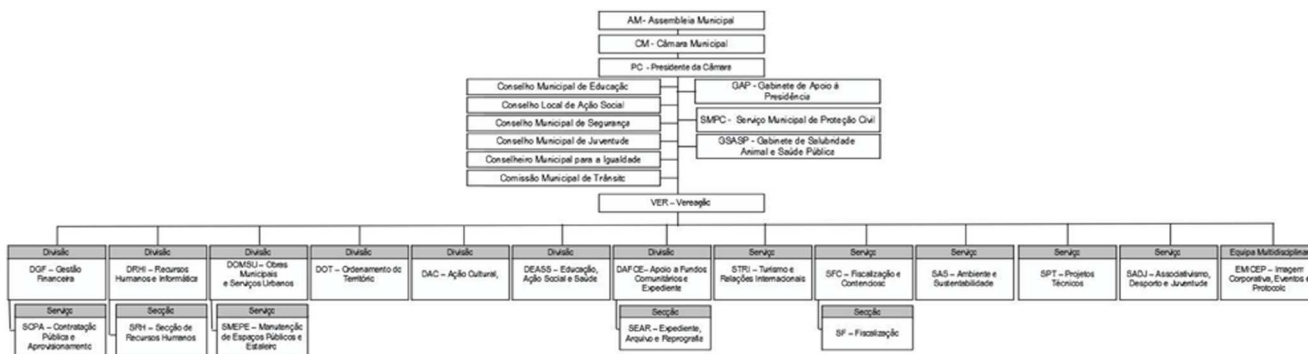 AM- Assembleia Municipal
CM - Câmara Municipal
PC - Presidente da Câmara
Conselho Municipal de Educação
Conselho Local de Ação Social
Conselho Municipal de Segurança
Conselho Municipal de Juventude
Conselheiro Municipal para a Igualdade
Comissão Municipal de Trânsito
GAP - Gabinete de Apoio á
Presidência
SMPC - Serviço Municipal de Proteção Civil
GSASP - Gabinete de Salubridade
Animal e Saúde Pública
VER – Vereação
Divisão
DGF – Gestão
Financeira
Serviço
SCPA – Contratação
Pública e
Aprovisionamento
Divisão
DRHI – Recursos
Humanos e Informática
Secção
SRH – Secção de
Recursos Humanos
Divisão
DOMSU – Obras
Municipais
e Serviços Urbanos
Serviço
SMEPE – Manutenção
de Espaços Públicos e
Estaleiro
Divisão
DOT – Ordenamento do
Território
Divisão
DAC – Ação Cultural,
Divisão
DEASS – Educação,
Ação Social e Saúde
Divisão
DAFCE – Apoio a Fundos
Comunitários e
Expediente
Secção
SEAR – Expediente,
Arquivo e Reprografia
Serviço
STRI – Turismo e
Relações Internacionais
Serviço
SFC – Fiscalização e
Contencioso
Secção
SF – Fiscalização
Serviço
SAS – Ambiente e
Sustentabilidade
Serviço
SPT – Projetos
Técnicos
Serviço
SADJ – Associativismo,
Desporto e Juventude
Equipa Multidisciplinar
EMICEP – Imagem
Corporativa, Eventos e
Protocolo